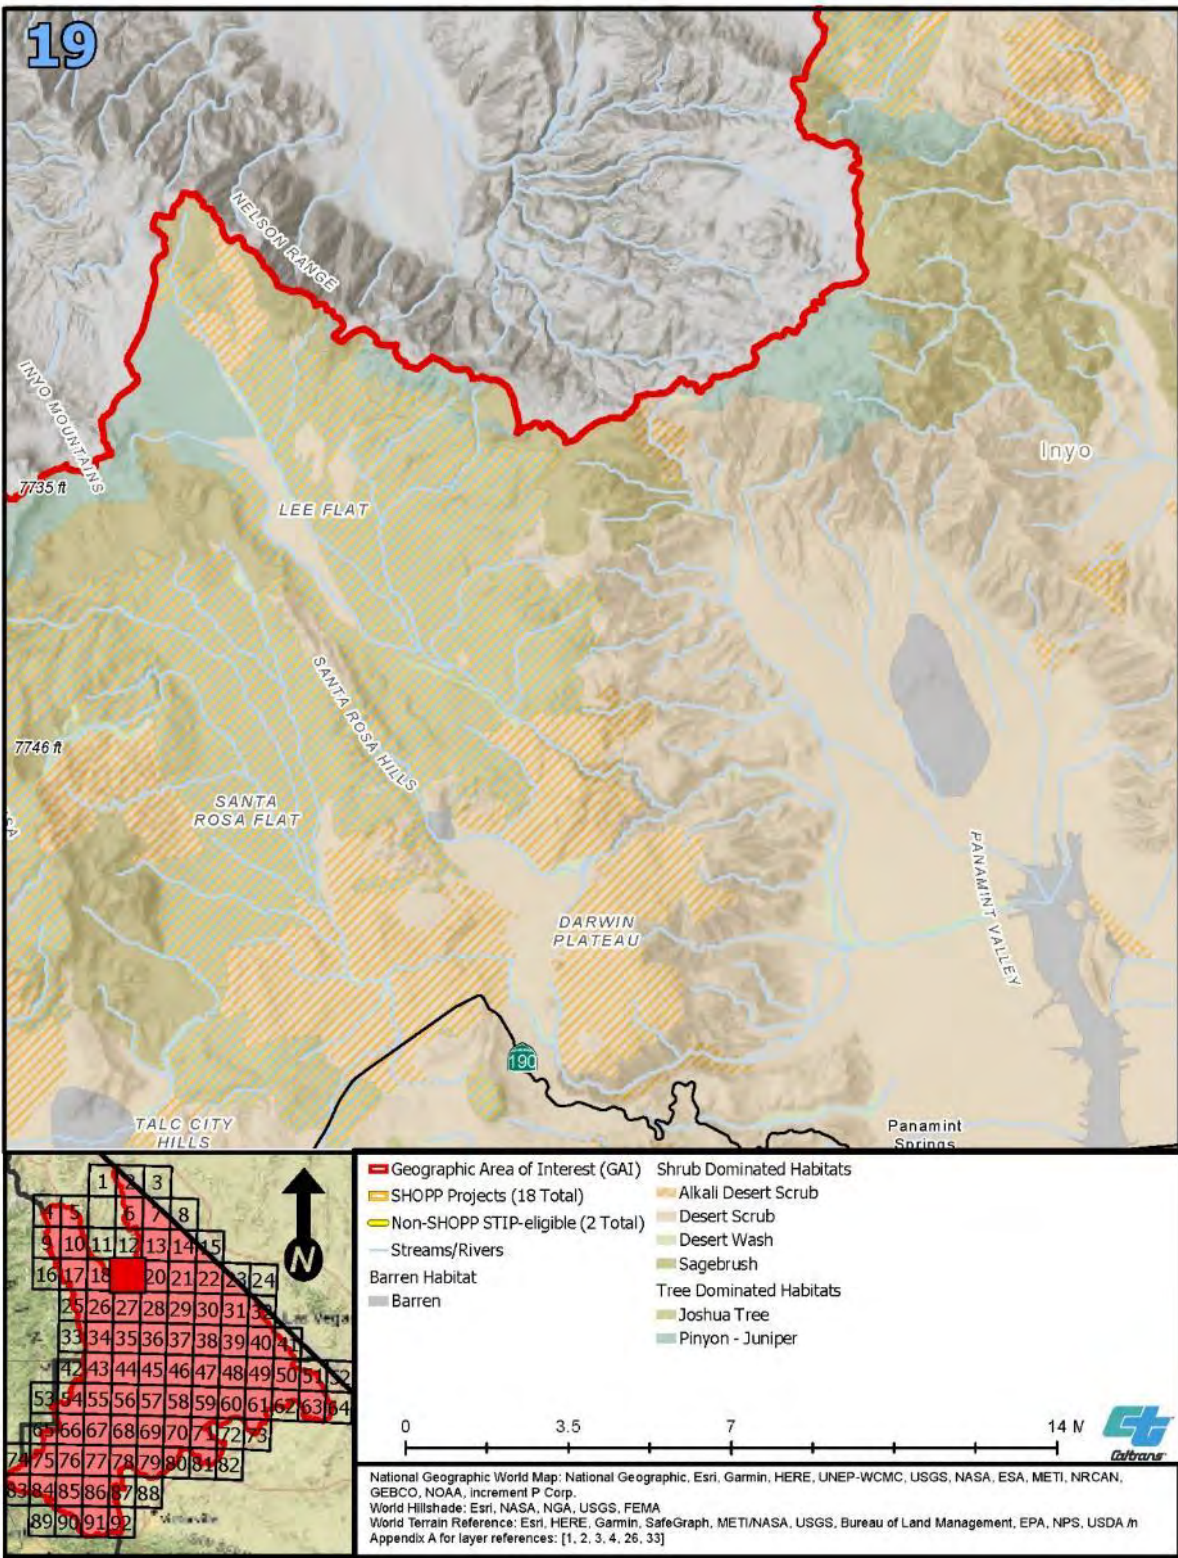 19
NELSON RANGE
INYO MOUNTAINS
7735 ft
Inyo
LEE FLAT
SANTA ROSA HILLS
7746 ft
SANTA
ROSA FLAT
PANAMINT VALLEY
DARWIN
PLATEAU
190
TALC CITY
HILLS
Panamint
Springs
1 2 3
4 5 6 7 8
9 10 11 12 13 14 15
16 17 18 20 21 22 23 24
25 26 27 28 29 30 31 32
Las Vegas
33 34 35 36 37 38 39 40 41
42 43 44 45 46 47 48 49 50 51 52
53 54 55 56 57 58 59 60 61 62 63 64
65 66 67 68 69 70 71 72 73
74 75 76 77 78 79 80 81 82
83 84 85 86 87 88
89 90 91 92
Victorville
N
Geographic Area of Interest (GAI)
SHOPP Projects (18 Total)
Non-SHOPP STIP-eligible (2 Total)
Streams/Rivers
Barren Habitat
Barren
Shrub Dominated Habitats
Alkali Desert Scrub
Desert Scrub
Desert Wash
Sagebrush
Tree Dominated Habitats
Joshua Tree
Pinyon - Juniper
0 3.5 7 14
Caltrans
National Geographic World Map: National Geographic, Esri, Garmin, HERE, UNEP-WCMC, USGS, NASA, ESA, METI, NRCAN,
GEBCO, NOAA, increment P Corp.
World Hillshade: Esri, NASA, NGA, USGS, FEMA
World Terrain Reference: Esri, HERE, Garmin, SafeGraph, METI/NASA, USGS, Bureau of Land Management, EPA, NPS, USDA
Appendix A for layer references: [1, 2, 3, 4, 26, 33]